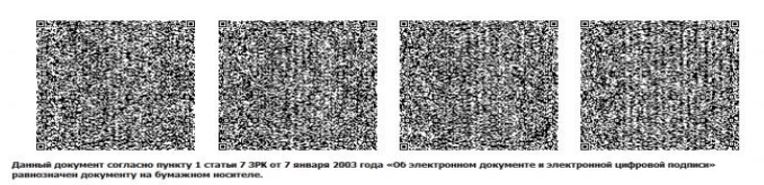 Данный документ согласно пункту 1 статьи 7 ЗРК от 7 января 2003 года «Об электронном документе и электронной цифровой подписи»
равнозначен документу на бумажном носителе.